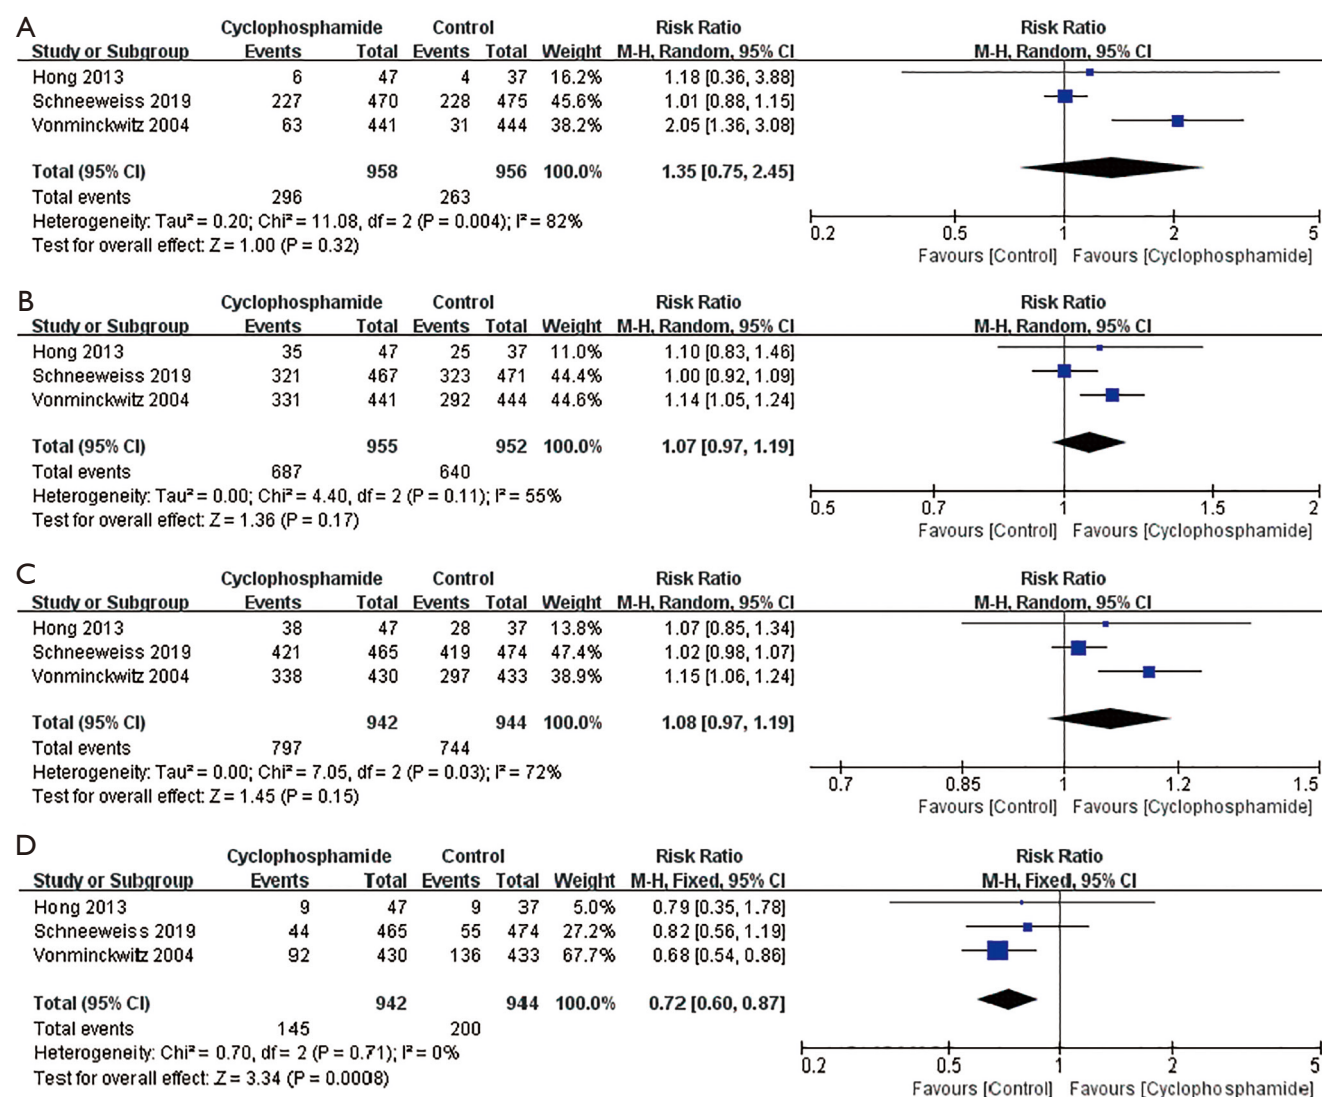 A
Cyclophosphamide Control Risk Ratio Risk Ratio
Study or Subgroup Events Total Events Total Weight M-H, Random, 95% CI M-H, Random, 95% CI
Hong 2013 6 47 4 37 16.2% 1.18 [0.36, 3.88]
Schneeweiss 2019 227 470 228 475 45.6% 1.01 [0.88, 1.15]
Vonminckwitz 2004 63 441 31 444 38.2% 2.05 [1.36, 3.08]
Total (95% CI) 958 956 100.0% 1.35 [0.75, 2.45]
Total events 296 263
Heterogeneity: Tau² = 0.20; Chi² = 11.08, df = 2 (P = 0.004); I² = 82%
Test for overall effect: Z = 1.00 (P = 0.32)
0.2 0.5 1 2 5
Favours [Control] Favours [Cyclophosphamide]
B
Cyclophosphamide Control Risk Ratio Risk Ratio
Study or Subgroup Events Total Events Total Weight M-H, Random, 95% CI M-H, Random, 95% CI
Hong 2013 35 47 25 37 11.0% 1.10 [0.83, 1.46]
Schneeweiss 2019 321 467 323 471 44.4% 1.00 [0.92, 1.09]
Vonminckwitz 2004 331 441 292 444 44.6% 1.14 [1.05, 1.24]
Total (95% CI) 955 952 100.0% 1.07 [0.97, 1.19]
Total events 687 640
Heterogeneity: Tau² = 0.00; Chi² = 4.40, df = 2 (P = 0.11); I² = 55%
Test for overall effect: Z = 1.36 (P = 0.17)
0.5 0.7 1 1.5 2
Favours [Control] Favours [Cyclophosphamide]
C
Cyclophosphamide Control Risk Ratio Risk Ratio
Study or Subgroup Events Total Events Total Weight M-H, Random, 95% CI M-H, Random, 95% CI
Hong 2013 38 47 28 37 13.8% 1.07 [0.85, 1.34]
Schneeweiss 2019 421 465 419 474 47.4% 1.02 [0.98, 1.07]
Vonminckwitz 2004 338 430 297 433 38.9% 1.15 [1.06, 1.24]
Total (95% CI) 942 944 100.0% 1.08 [0.97, 1.19]
Total events 797 744
Heterogeneity: Tau² = 0.00; Chi² = 7.05, df = 2 (P = 0.03); I² = 72%
Test for overall effect: Z = 1.45 (P = 0.15)
0.7 0.85 1 1.2 1.5
Favours [Control] Favours [Cyclophosphamide]
D
Cyclophosphamide Control Risk Ratio Risk Ratio
Study or Subgroup Events Total Events Total Weight M-H, Fixed, 95% CI M-H, Fixed, 95% CI
Hong 2013 9 47 9 37 5.0% 0.79 [0.35, 1.78]
Schneeweiss 2019 44 465 55 474 27.2% 0.82 [0.56, 1.19]
Vonminckwitz 2004 92 430 136 433 67.7% 0.68 [0.54, 0.86]
Total (95% CI) 942 944 100.0% 0.72 [0.60, 0.87]
Total events 145 200
Heterogeneity: Chi² = 0.70, df = 2 (P = 0.71); I² = 0%
Test for overall effect: Z = 3.34 (P = 0.0008)
0.2 0.5 1 2 5
Favours [Control] Favours [Cyclophosphamide]